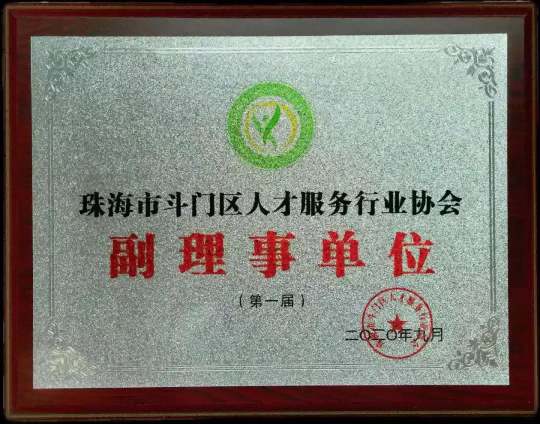 珠海市斗门区人才服务行业协会
副理事单位
（第一届）
二〇二〇年九月